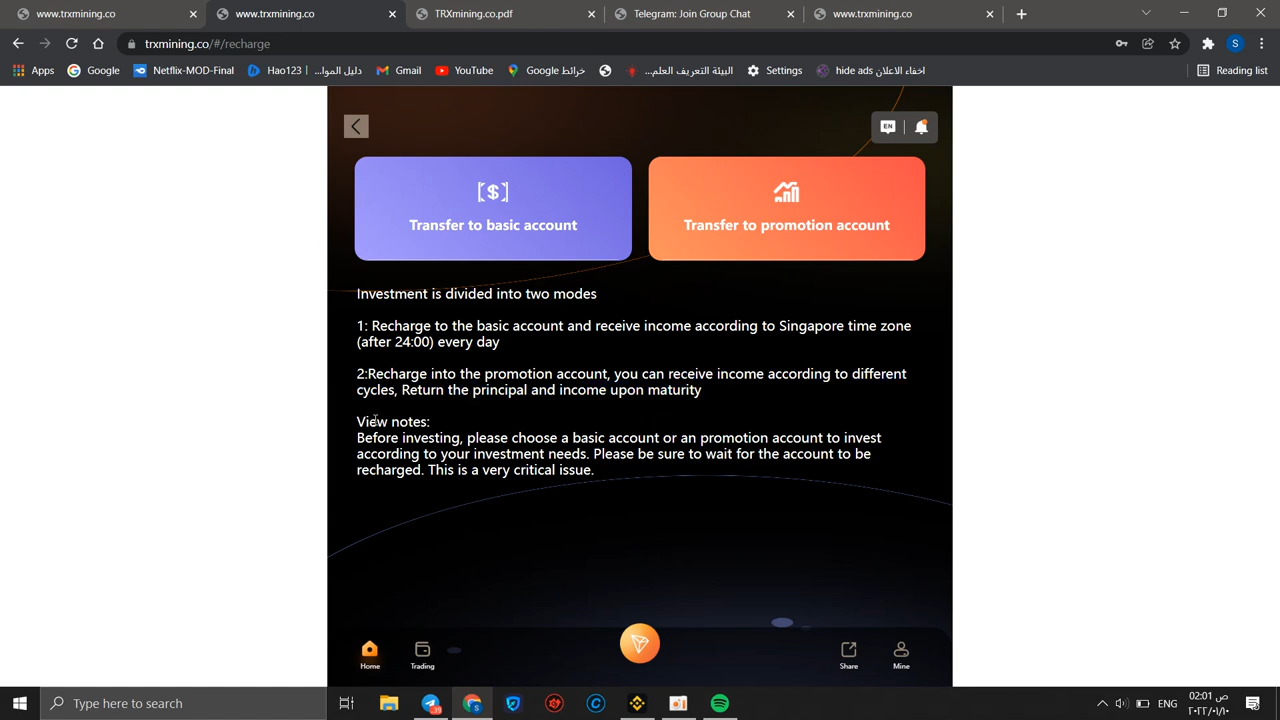 www.trxmining.co
www.trxmining.co
TRXmining.co.pdf
Telegram: Join Group Chat
www.trxmining.co
trxmining.co/#/recharge
S
Apps
Google
Netflix-MOD-Final
Hao123
دليل الموا...
Gmail
YouTube
خرائط Google
البيئة التعريف العلم...
Settings
اخفاء الاعلان hide ads
Reading list
EN
Transfer to basic account
Transfer to promotion account
Investment is divided into two modes
1: Recharge to the basic account and receive income according to Singapore time zone
(after 24:00) every day
2:Recharge into the promotion account, you can receive income according to different
cycles, Return the principal and income upon maturity
View notes:
Before investing, please choose a basic account or an promotion account to invest
according to your investment needs. Please be sure to wait for the account to be
recharged. This is a very critical issue.
Home
Trading
Share
Mine
Type here to search
39
ENG
02:01 ص